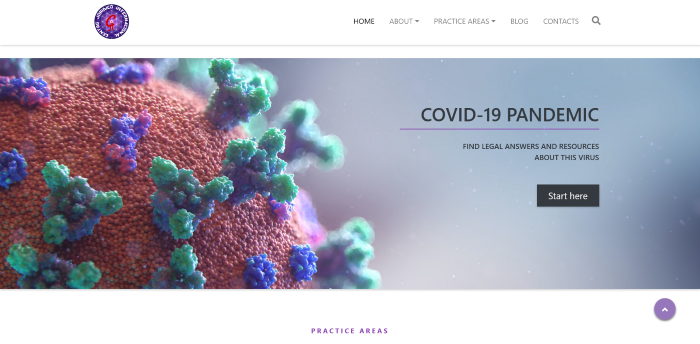 HOME
ABOUT
PRACTICE AREAS
BLOG
CONTACTS
COVID-19 PANDEMIC
FIND LEGAL ANSWERS AND RESOURCES
ABOUT THIS VIRUS
Start here
PRACTICE AREAS